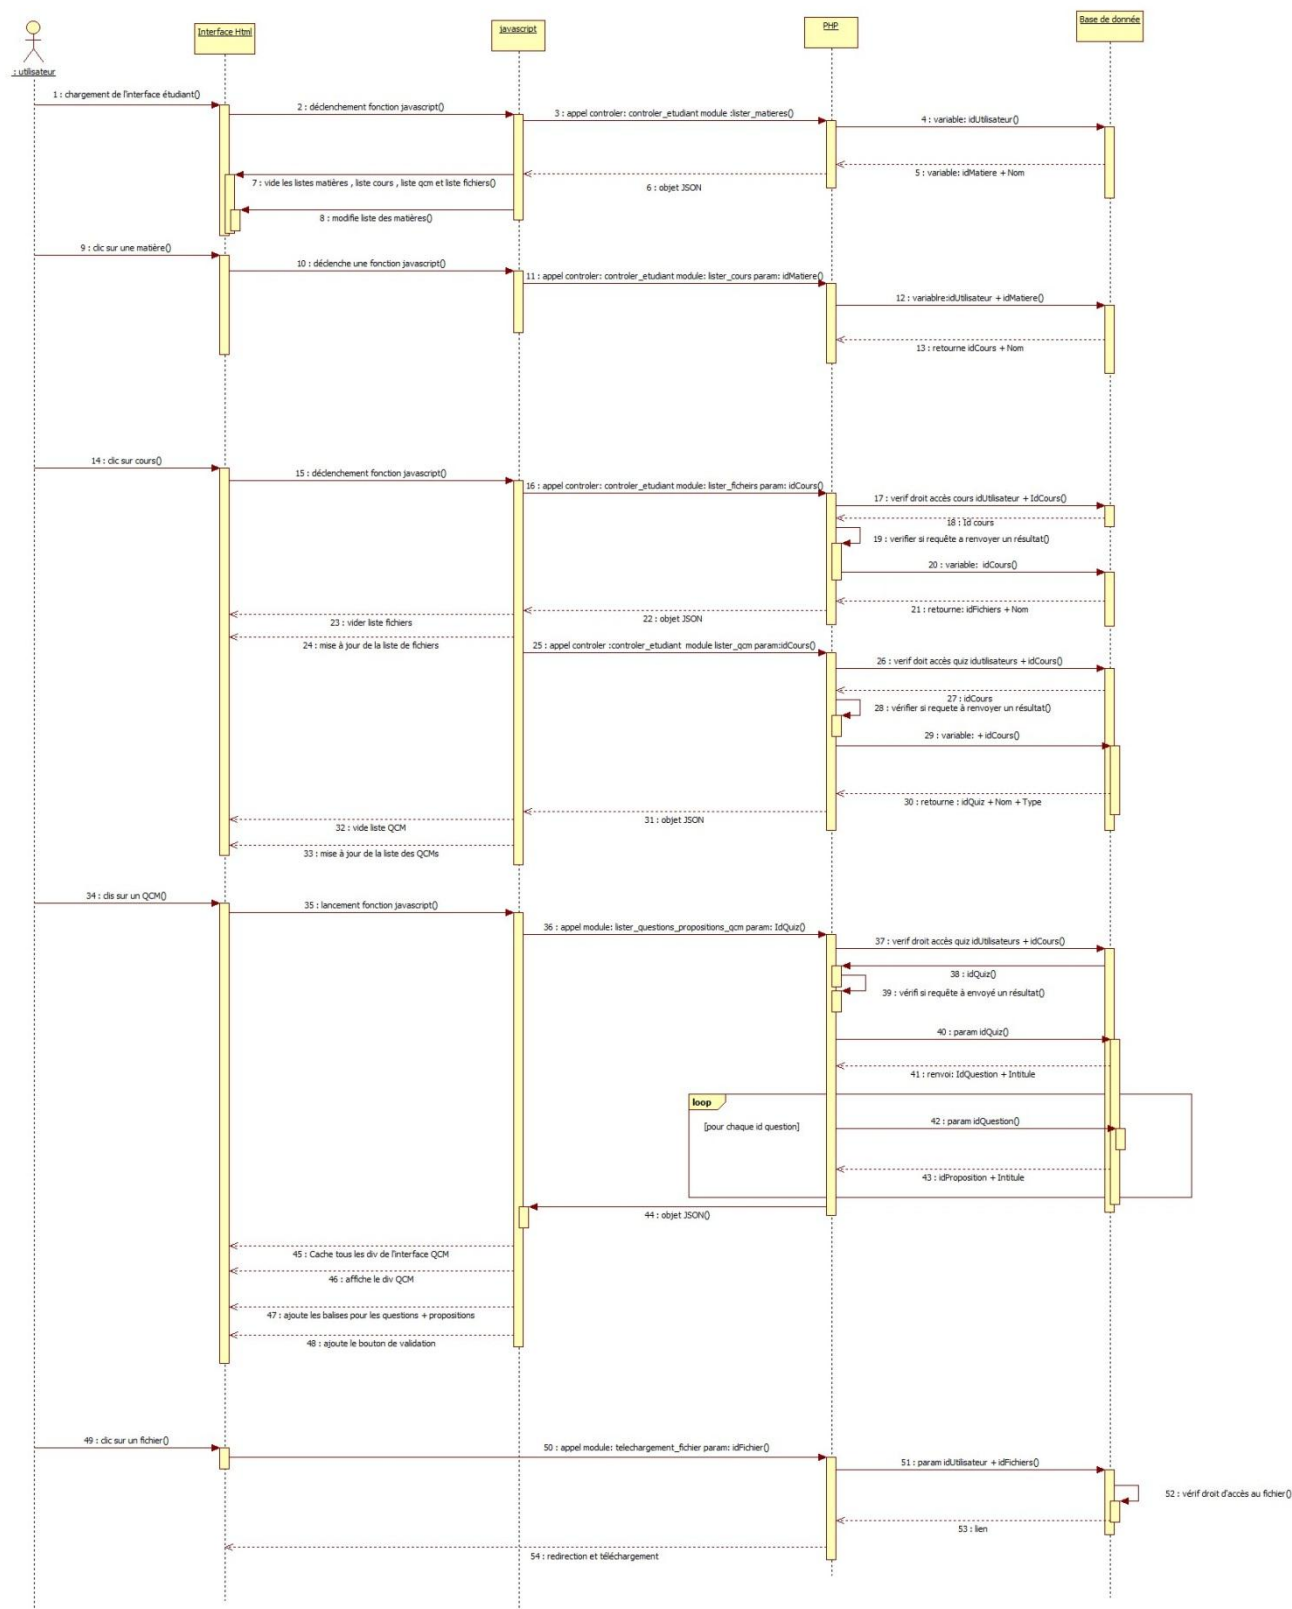 Interface Html
javascript
PHP
Base de donnée
: utilisateur
1 : chargement de l'interface étudiant()
2 : déclenchement fonction javascript()
3 : appel controler: controler_etudiant module :lister_matieres()
4 : variable: idUtilisateur()
5 : variable: idMatiere + Nom
6 : objet JSON
7 : vide les listes matières , liste cours , liste qcm et liste fichiers()
8 : modifie liste des matières()
9 : clic sur une matière()
10 : déclenche une fonction javascript()
11 : appel controler: controler_etudiant module: lister_cours param: idMatiere()
12 : variablre:idUtilisateur + idMatiere()
13 : retourne idCours + Nom
14 : clic sur cours()
15 : déclenchement fonction javascript()
16 : appel controler: controler_etudiant module: lister_ficheirs param: idCours()
17 : verif droit accès cours idUtilisateur + IdCours()
18 : Id cours
19 : verifier si requête a renvoyer un résultat()
20 : variable: idCours()
21 : retourne: idFichiers + Nom
22 : objet JSON
23 : vider liste fichiers
24 : mise à jour de la liste de fichiers
25 : appel controler :controler_etudiant module lister_qcm param:idCours()
26 : verif doit accès quiz idutilisateurs + idCours()
27 : idCours
28 : vérifier si requete à renvoyer un résultat()
29 : variable: + idCours()
30 : retourne : idQuiz + Nom + Type
31 : objet JSON
32 : vide liste QCM
33 : mise à jour de la liste des QCMs
34 : clis sur un QCM()
35 : lancement fonction javascript()
36 : appel module: lister_questions_propositions_qcm param: IdQuiz()
37 : verif droit accès quiz idUtilisateurs + idCours()
38 : idQuiz()
39 : vérifi si requête à envoyé un résultat()
40 : param idQuiz()
41 : renvoi: IdQuestion + Intitule
loop
[pour chaque id question]
42 : param idQuestion()
43 : idProposition + Intitule
44 : objet JSON()
45 : Cache tous les div de l'interface QCM
46 : affiche le div QCM
47 : ajoute les balises pour les questions + propositions
48 : ajoute le bouton de validation
49 : clic sur un fichier()
50 : appel module: telechargement_fichier param: idFichier()
51 : param idUtilisateur + idFichiers()
52 : vérif droit d'accès au fichier()
53 : lien
54 : redirection et téléchargement